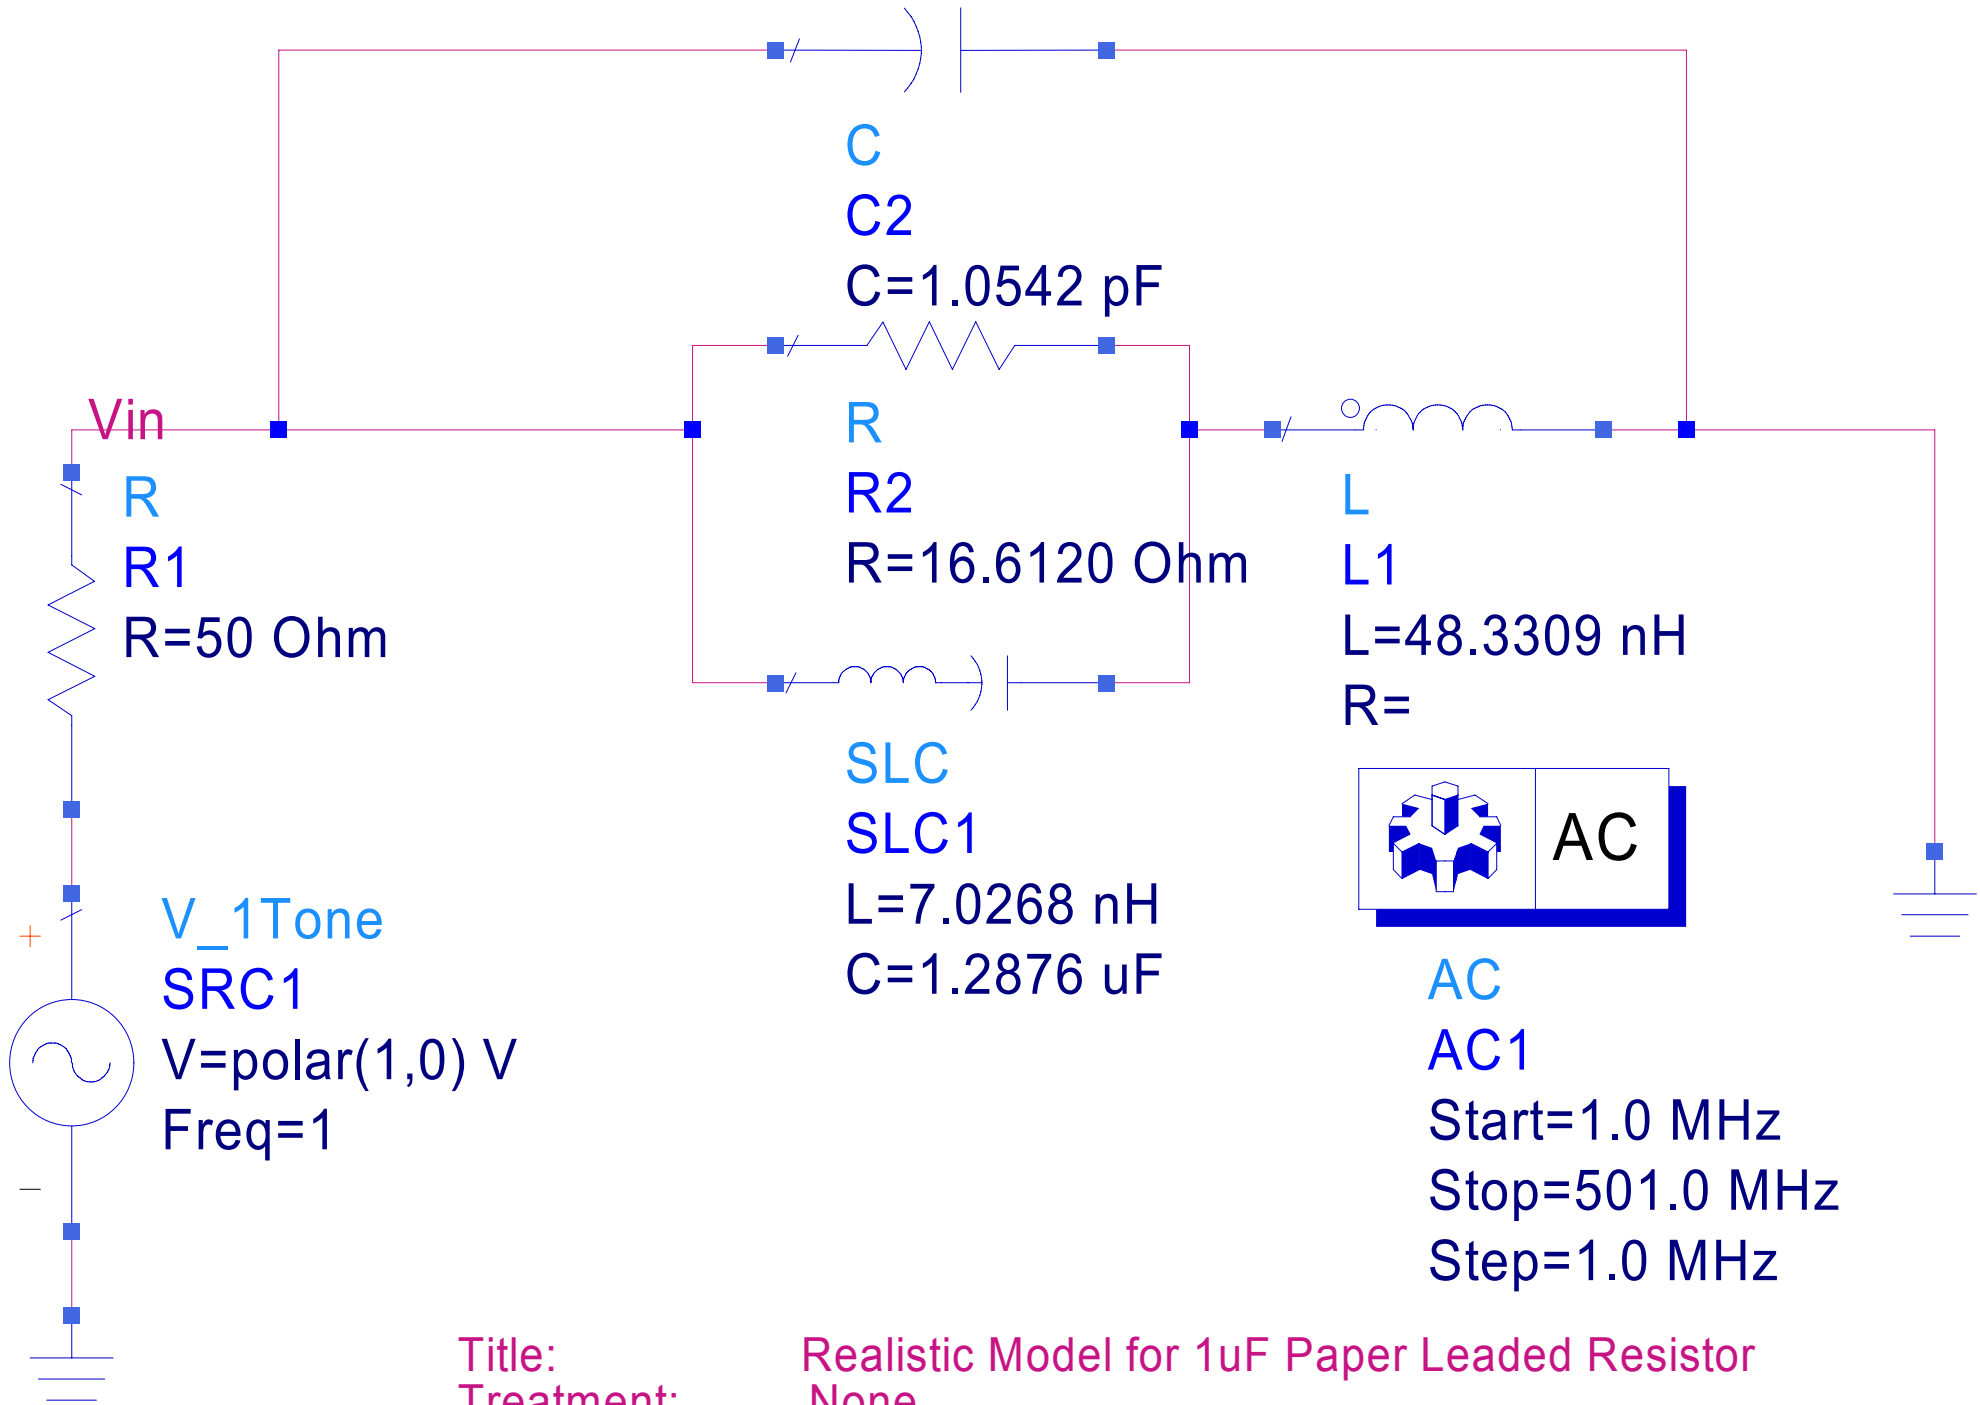 C
C2
C=1.0542 pF
Vin
R
R1
R=50 Ohm
R
R2
R=16.6120 Ohm
L
L1
L=48.3309 nH
R=
SLC
SLC1
L=7.0268 nH
C=1.2876 uF
AC
+
V_1Tone
SRC1
V=polar(1,0) V
Freq=1
–
AC
AC1
Start=1.0 MHz
Stop=501.0 MHz
Step=1.0 MHz
Title: Realistic Model for 1uF Paper Leaded Resistor
Treatment: None